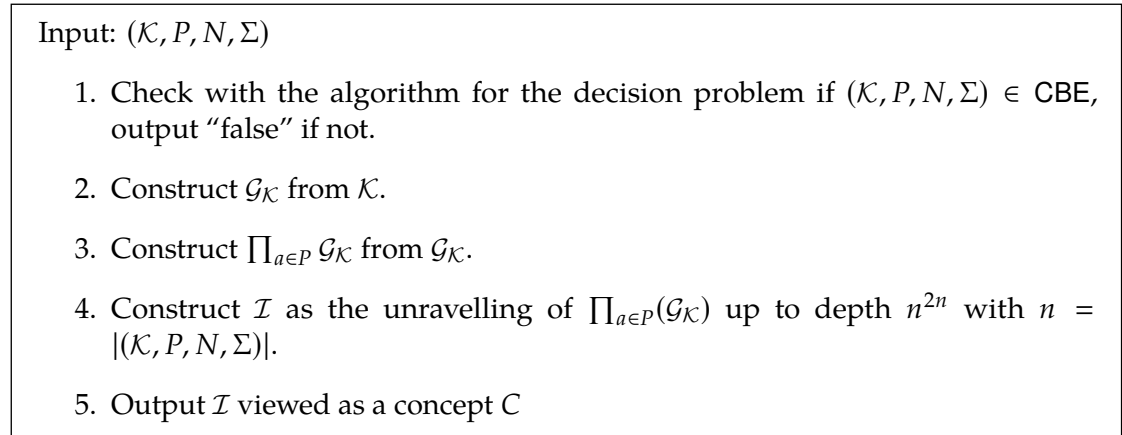 Input: (𝒦, P, N, Σ)
1. Check with the algorithm for the decision problem if (𝒦, P, N, Σ) ∈ CBE,
output “false” if not.
2. Construct 𝒢_𝒦 from 𝒦.
3. Construct ∏_{a∈P} 𝒢_𝒦 from 𝒢_𝒦.
4. Construct ℐ as the unravelling of ∏_{a∈P}(𝒢_𝒦) up to depth n^{2n} with n =
|(𝒦, P, N, Σ)|.
5. Output ℐ viewed as a concept C